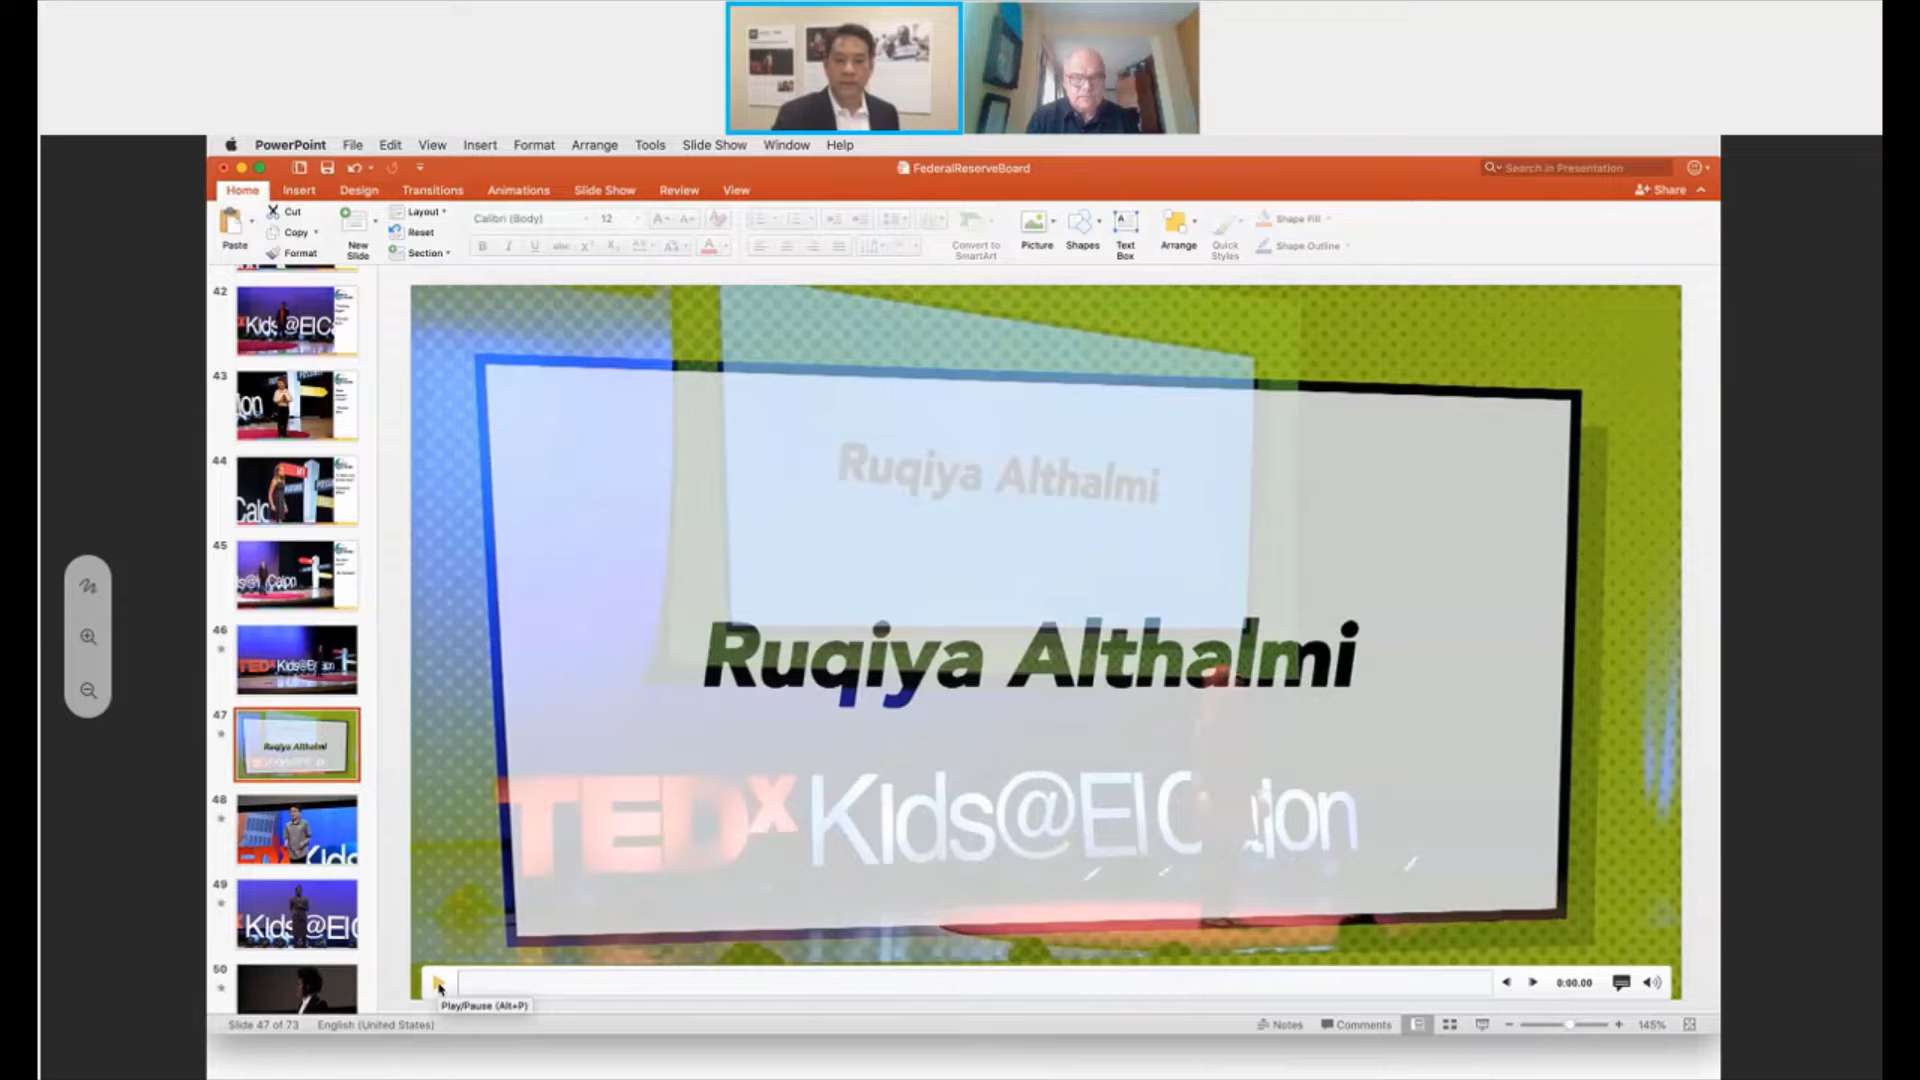 PowerPoint File Edit View Insert Format Arrange Tools Slide Show Window Help
FederalReserveBoard
Search in Presentation
Home Insert Design Transitions Animations Slide Show Review View
Share
Paste
Cut
Copy
Format
New Slide
Layout
Reset
Section
Calibri (Body) 12
Convert to SmartArt
Picture
Shapes
Text Box
Arrange
Quick Styles
Shape Fill
Shape Outline
42
43
44
45
46
47
48
49
50
Ruqiya Althalmi
Ruqiya Althalmi
TEDxKids@ElCajon
Play/Pause (Alt+P)
0:00.00
Slide 47 of 73 English (United States)
Notes Comments 145%